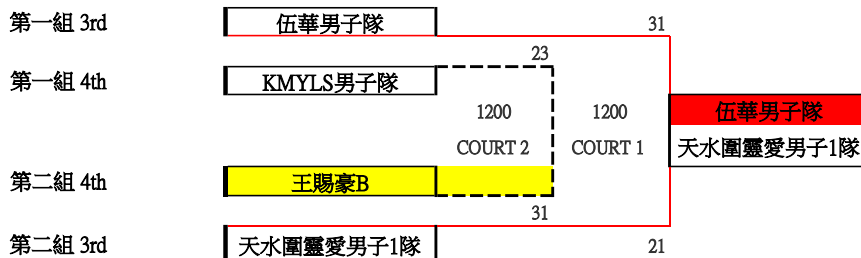 第一組 3rd
伍華男子隊
31
23
第一組 4th
KMYLS男子隊
1200
1200
伍華男子隊
COURT 2
COURT 1
天水圍靈愛男子1隊
第二組 4th
王賜豪B
31
第二組 3rd
天水圍靈愛男子1隊
21